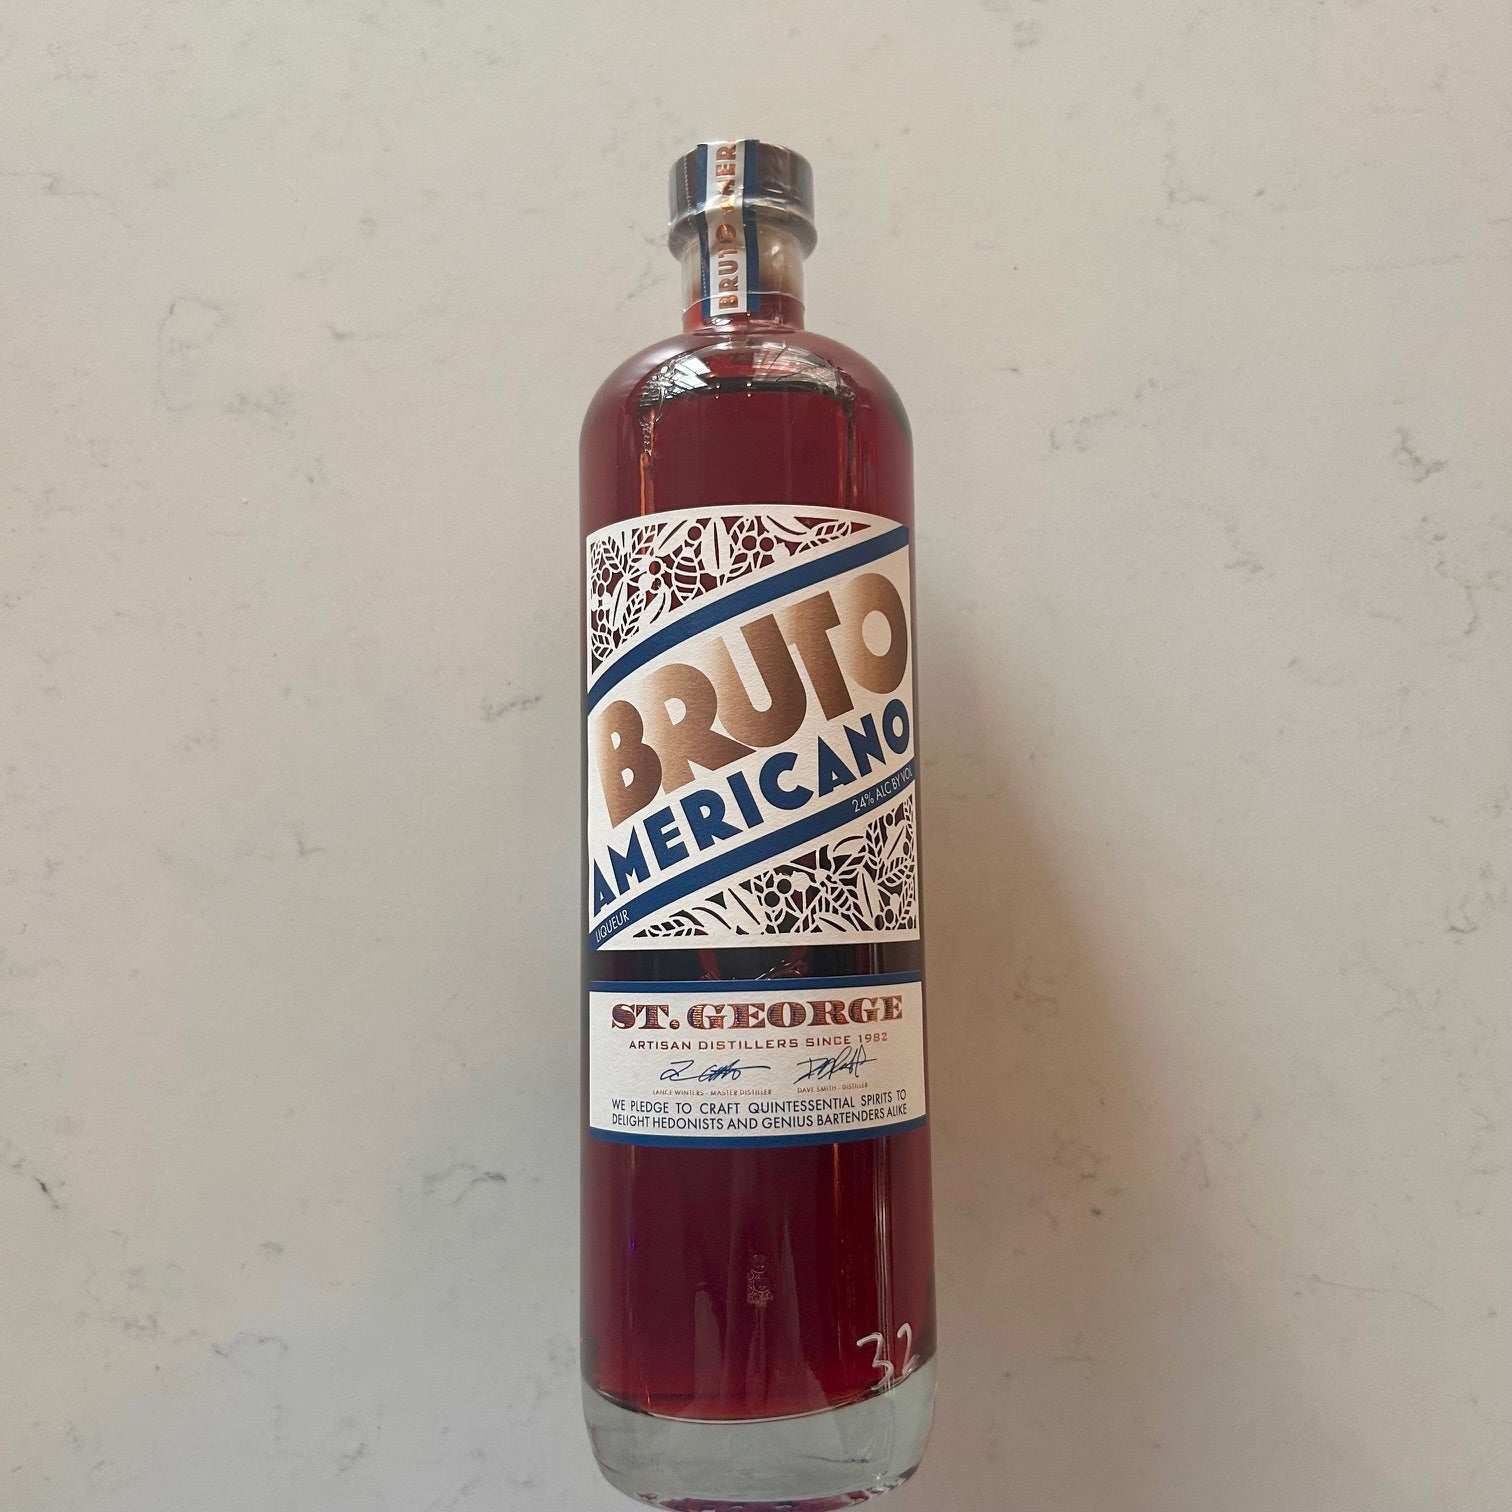 BRUTO
BRUTO
AMERICANO
24% ALC BY VOL
LIQUEUR
ST. GEORGE
ARTISAN DISTILLERS SINCE 1982
LANCE WINTERS - MASTER DISTILLER
DAVE SMITH - DISTILLER
WE PLEDGE TO CRAFT QUINTESSENTIAL SPIRITS TO
DELIGHT HEDONISTS AND GENIUS BARTENDERS ALIKE
32